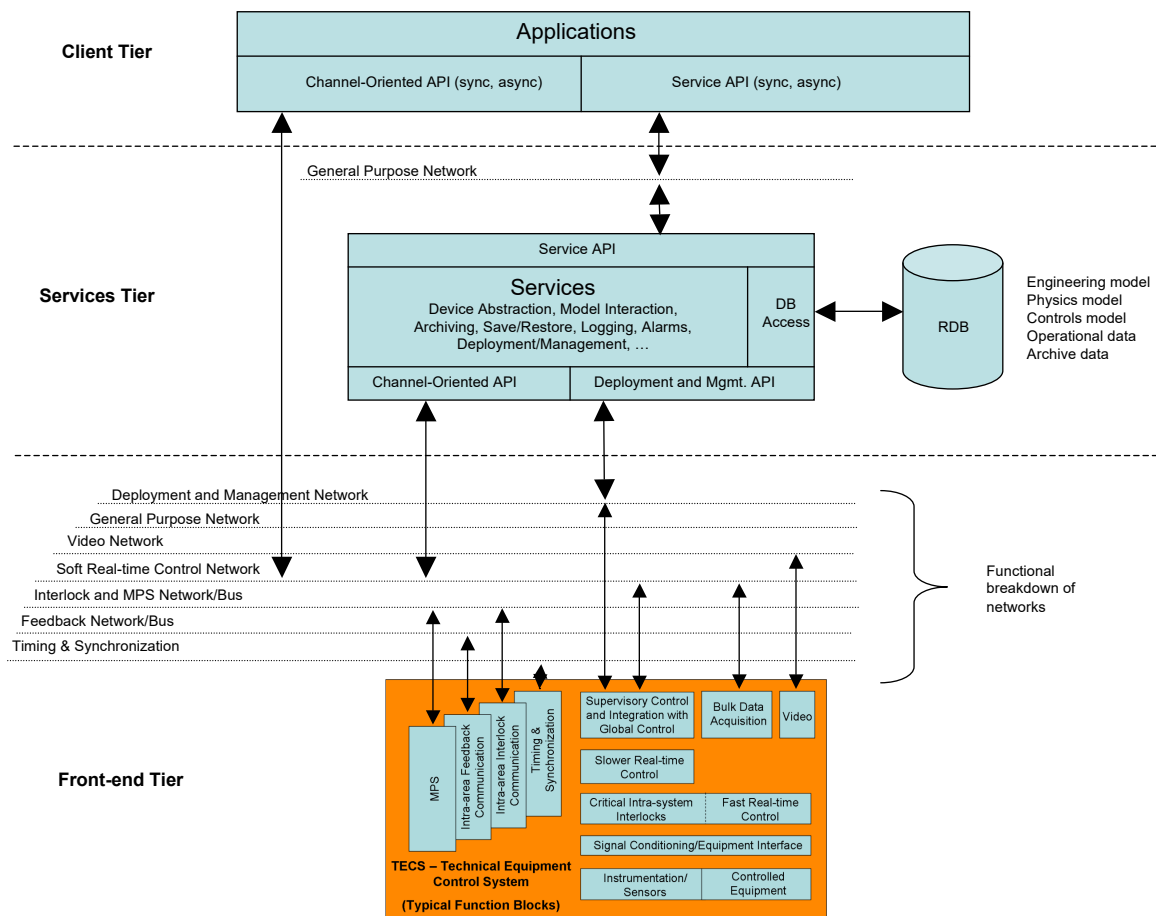 Client Tier
Applications
Channel-Oriented API (sync, async)
Service API (sync, async)
General Purpose Network
Services Tier
Service API
Services
Device Abstraction, Model Interaction,
Archiving, Save/Restore, Logging, Alarms,
Deployment/Management, …
DB
Access
Channel-Oriented API
Deployment and Mgmt. API
RDB
Engineering model
Physics model
Controls model
Operational data
Archive data
Deployment and Management Network
General Purpose Network
Video Network
Soft Real-time Control Network
Interlock and MPS Network/Bus
Feedback Network/Bus
Timing & Synchronization
Functional
breakdown of
networks
Front-end Tier
MPS
Intra-area Feedback
Communication
Intra-area Interlock
Communication
Timing &
Synchronization
Supervisory Control
and Integration with
Global Control
Bulk Data
Acquisition
Video
Slower Real-time
Control
Critical Intra-system
Interlocks
Fast Real-time
Control
Signal Conditioning/Equipment Interface
Instrumentation/
Sensors
Controlled
Equipment
TECS – Technical Equiptment
Control System
(Typical Function Blocks)